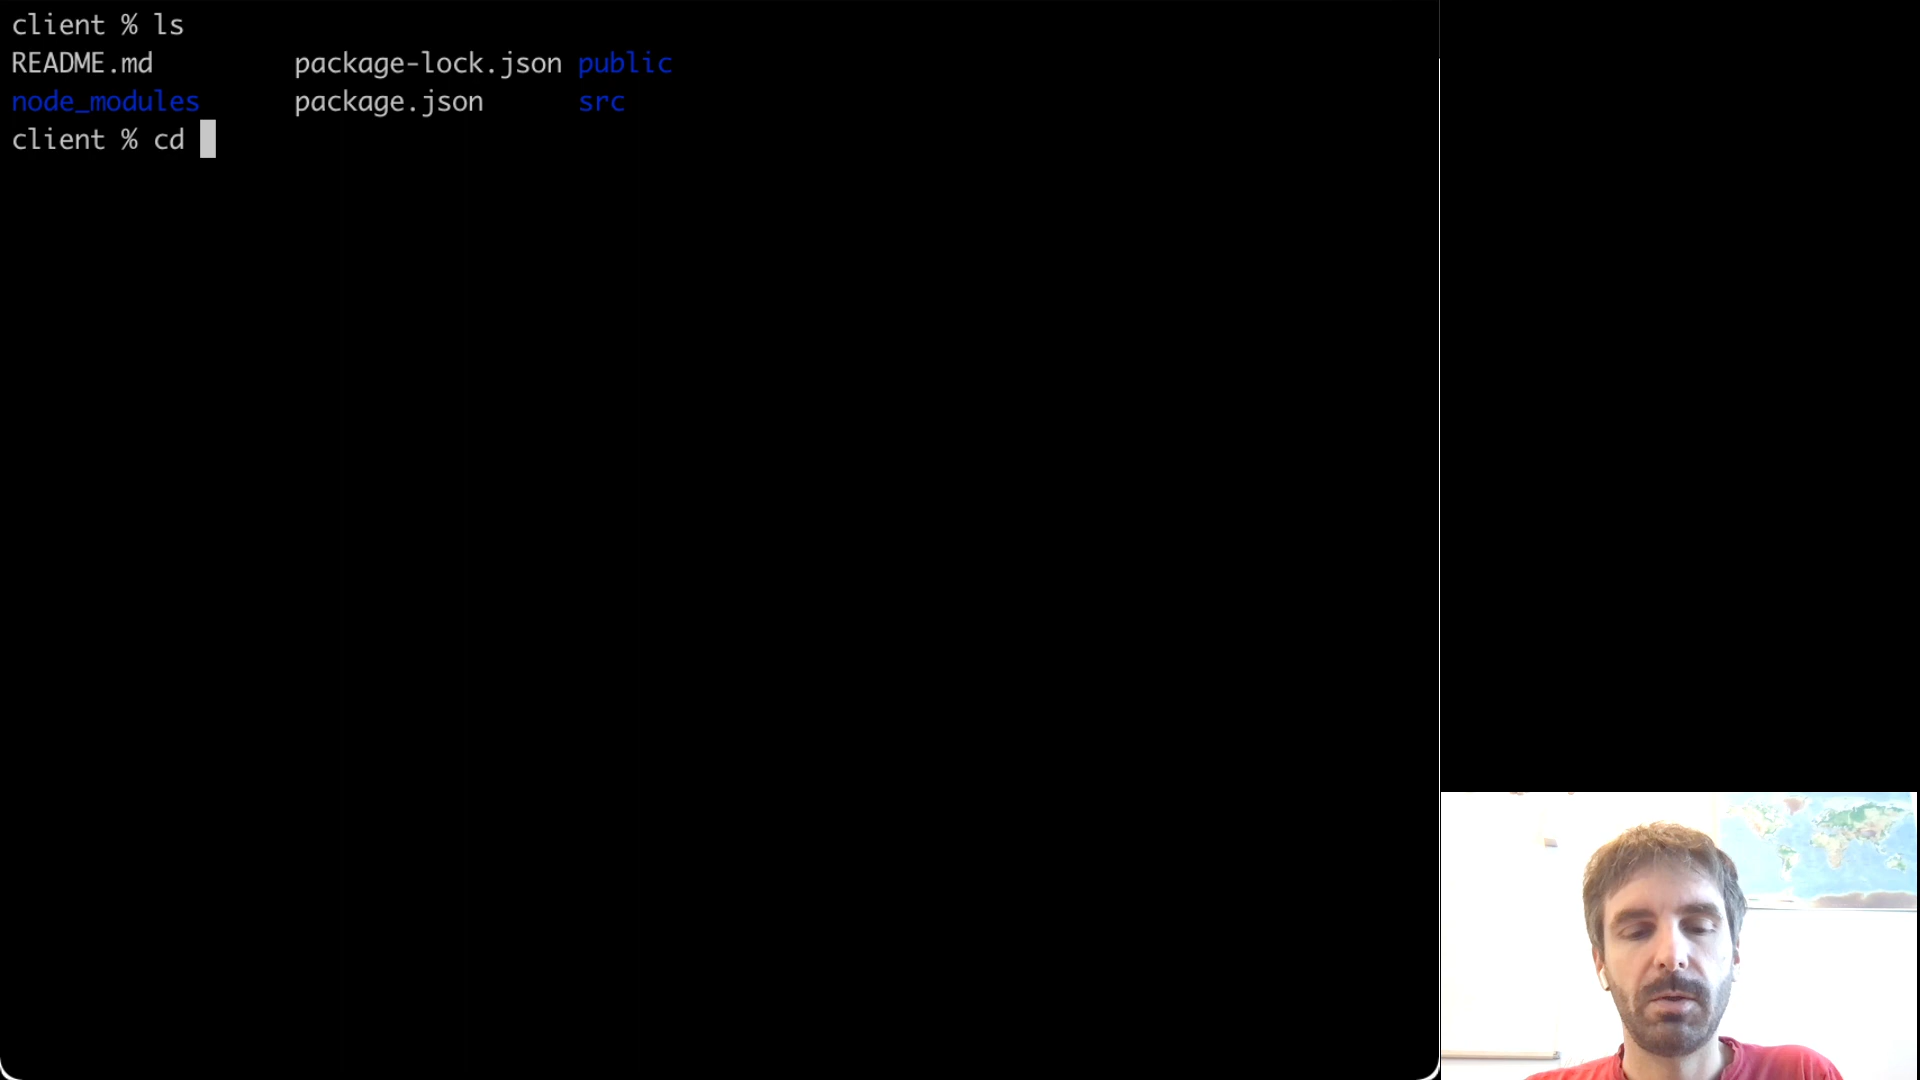 client % ls
README.md package-lock.json public
node_modules package.json src
client % cd